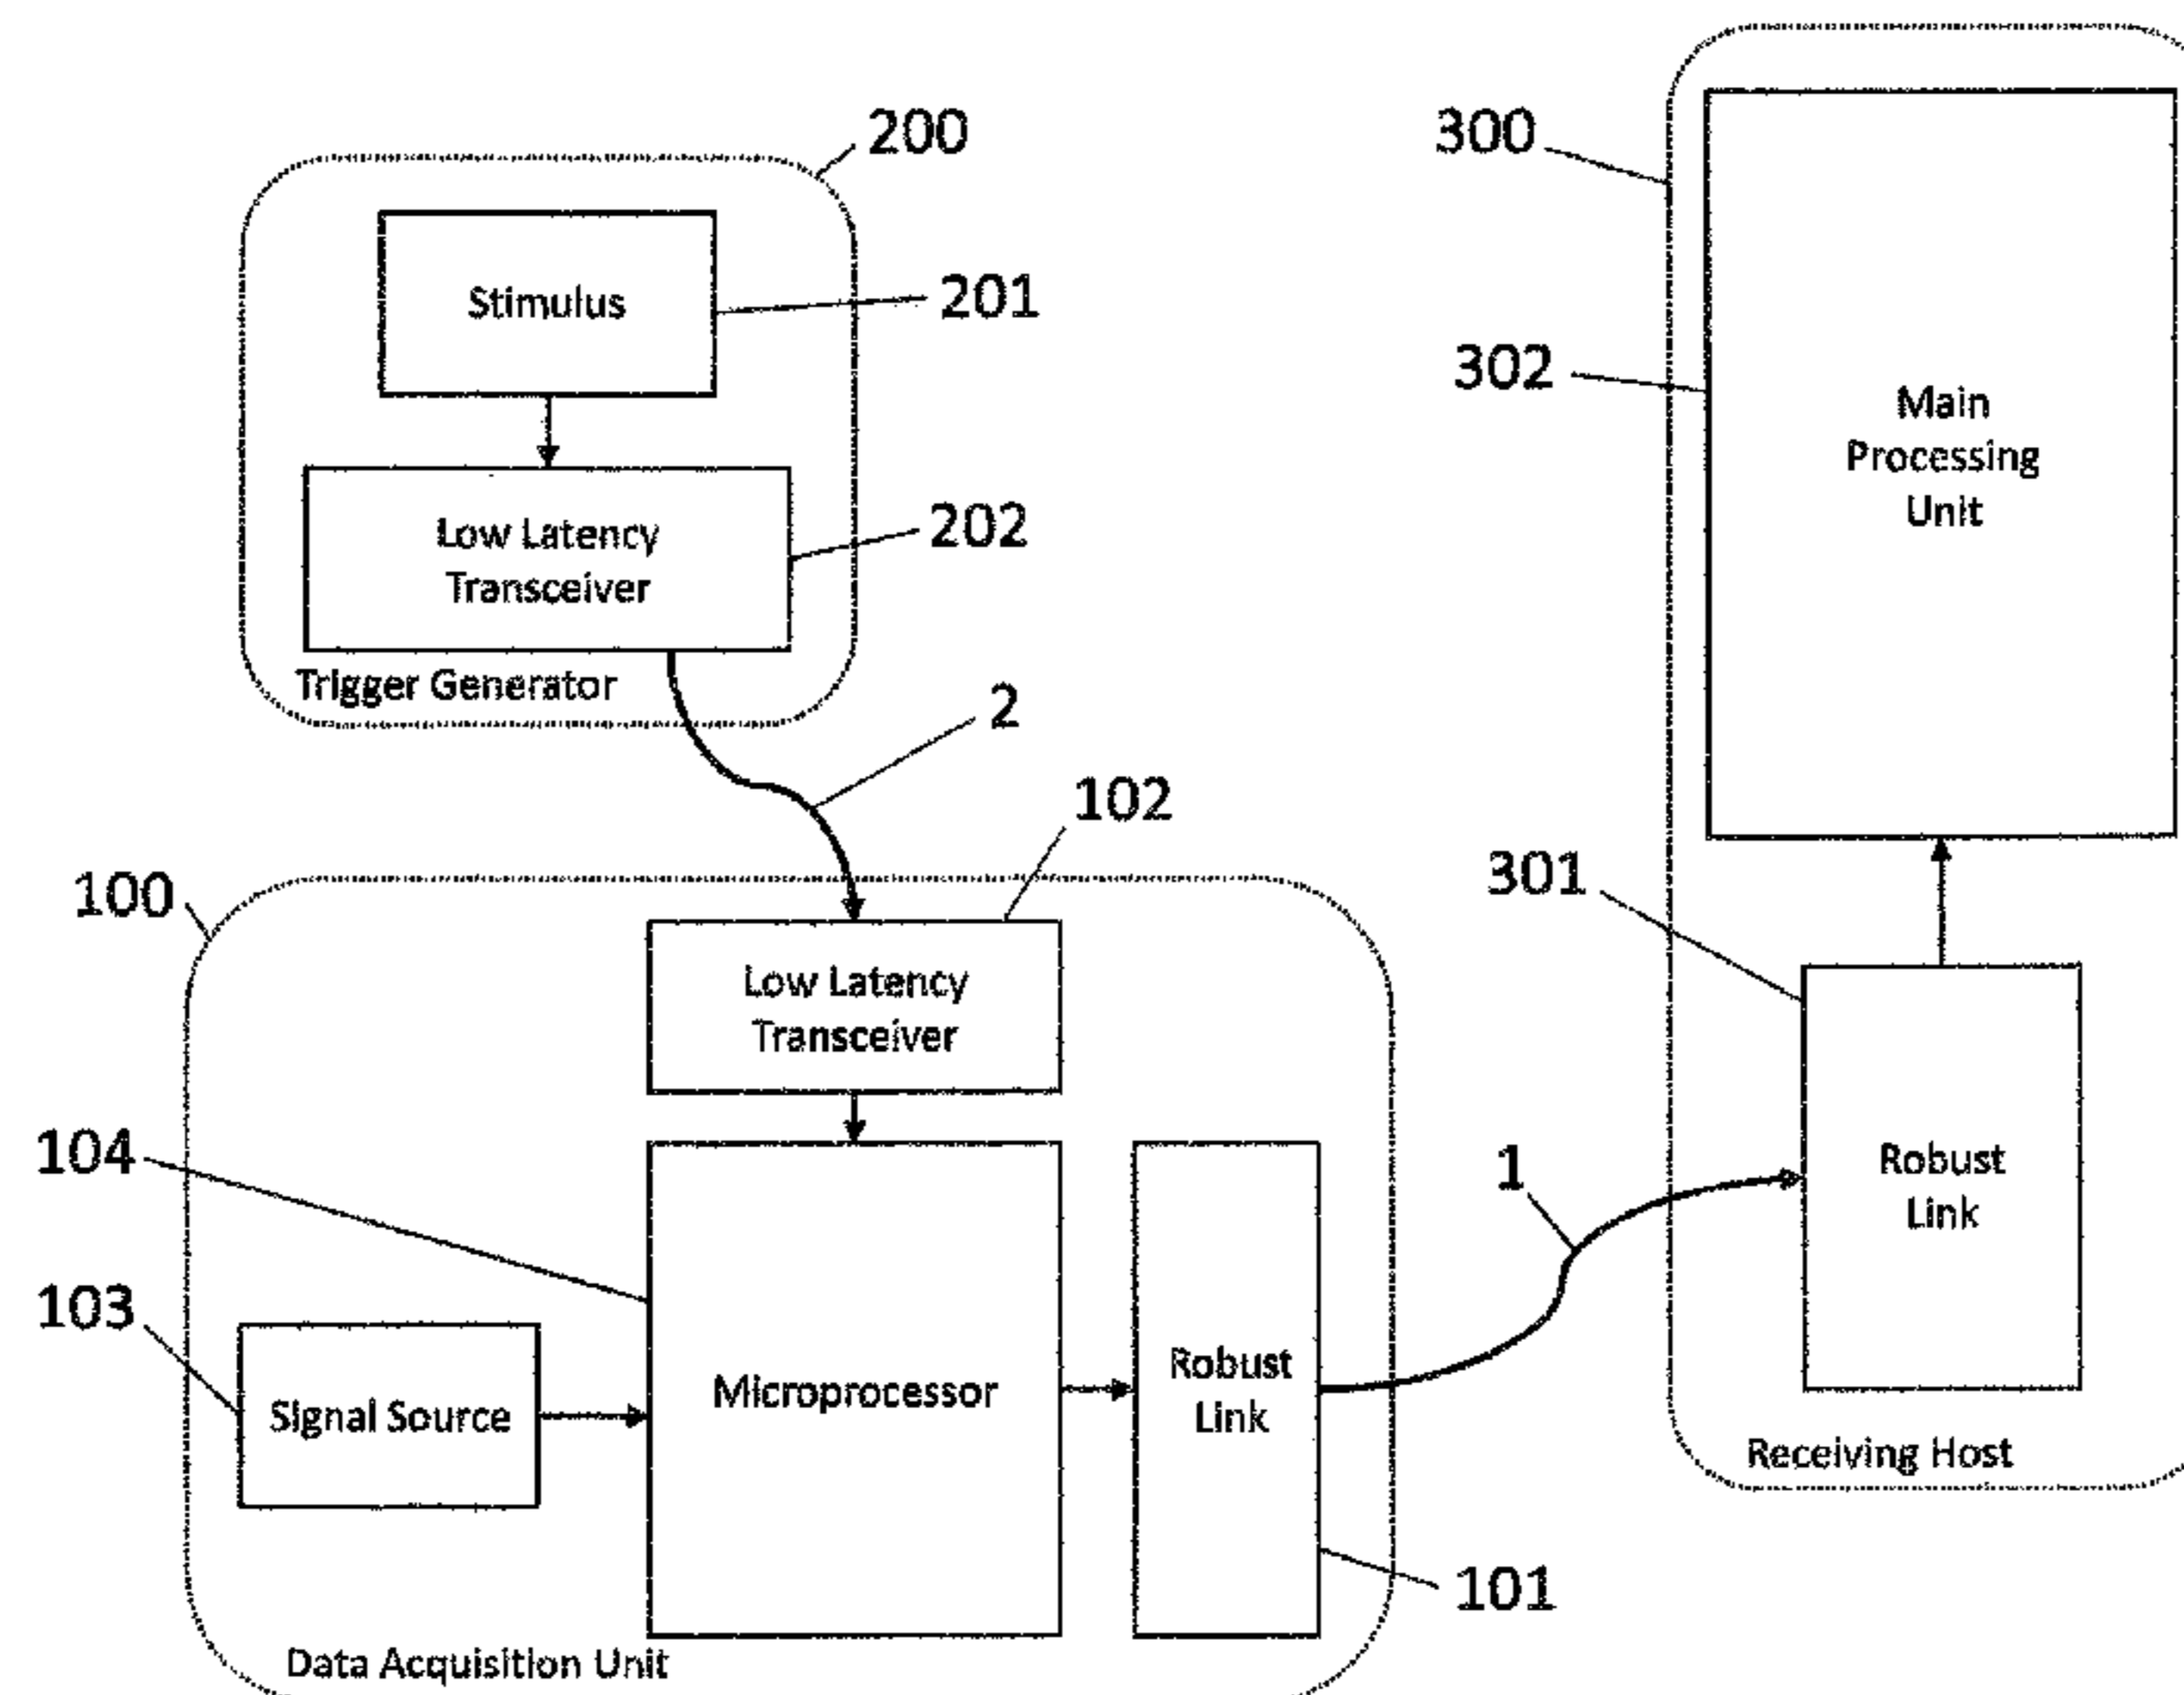 200
Stimulus
201
Low Latency
Transceiver
202
Trigger Generator
2
300
302
Main
Processing
Unit
301
Robust
Link
Receiving Host
1
100
102
Low Latency
Transceiver
104
103
Signal Source
Microprocessor
Robust
Link
101
Data Acquisition Unit